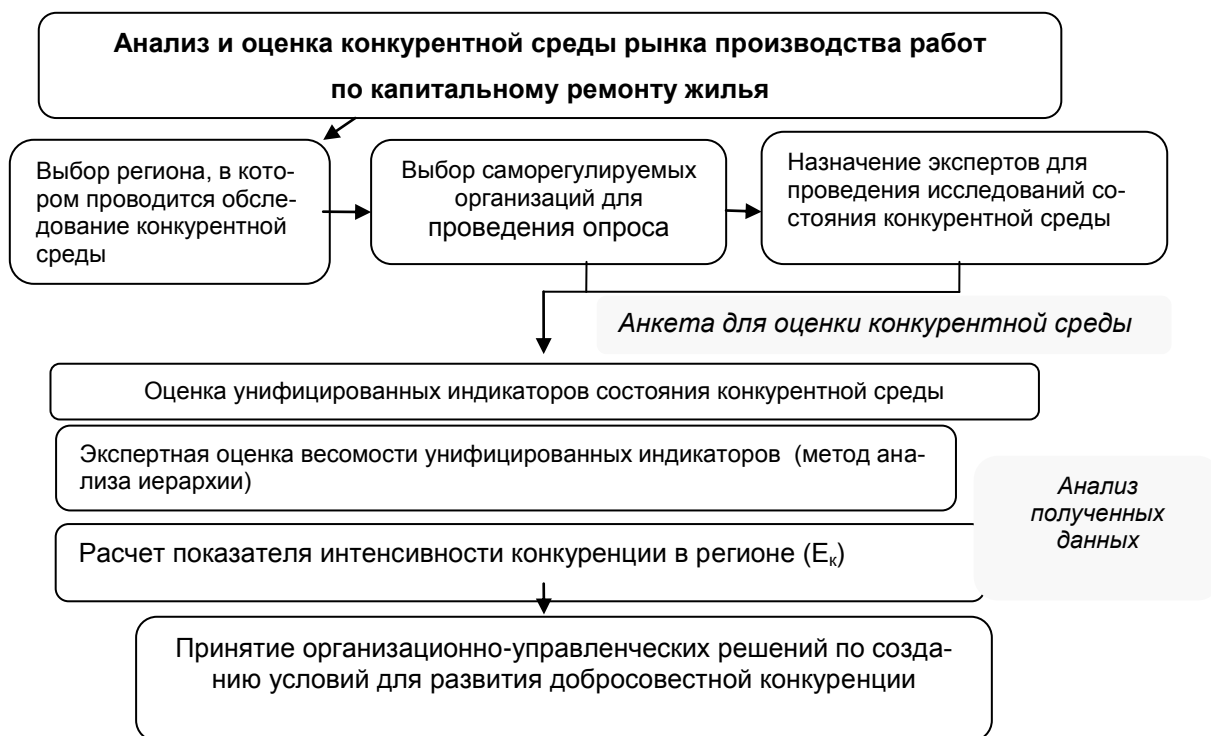 Анализ и оценка конкурентной среды рынка производства работ
по капитальному ремонту жилья
Выбор региона, в кото-
ром проводится обсле-
дование конкурентной
среды
Выбор саморегулируемых
организаций для
проведения опроса
Назначение экспертов для
проведения исследований со-
стояния конкурентной среды
Анкета для оценки конкурентной среды
Оценка унифицированных индикаторов состояния конкурентной среды
Экспертная оценка весомости унифицированных индикаторов (метод ана-
лиза иерархии)
Анализ
полученных
данных
Расчет показателя интенсивности конкуренции в регионе (Eк)
Принятие организационно-управленческих решений по созда-
нию условий для развития добросовестной конкуренции